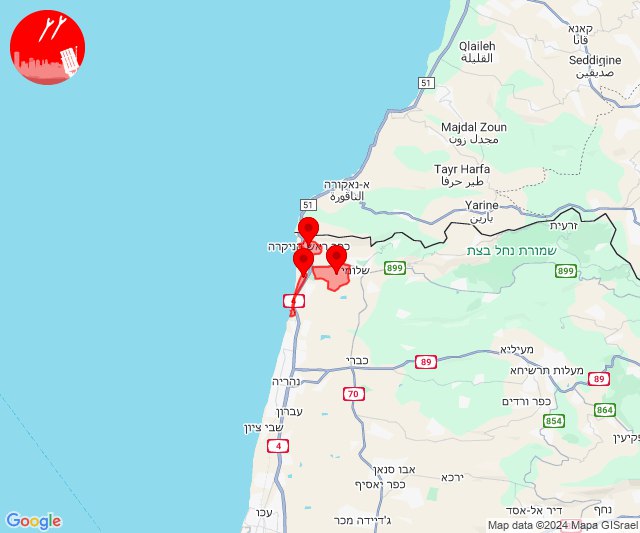 קאנא
قانا
Qlaileh
القليلة
Seddiqine
صديقين
51
Majdal Zoun
مجدل زون
Tayr Harfa
طير حرفا
א-נאקורה
الناقورة
51
Yarine
يارين
זרעית
שמורת נחל בצת
899
899
שלומי
4
מעיליא
כברי
89
מעלות תרשיחא
89
נהריה
70
כפר ורדים
864
עברון
854
שבי ציון
פקיעין
4
אבו סנאן
ירכא
כפר יאסיף
נחף
דיר אל-אסד
עכו
ג'דיידה מכר
Google
Map data ©2024 Mapa GISrael